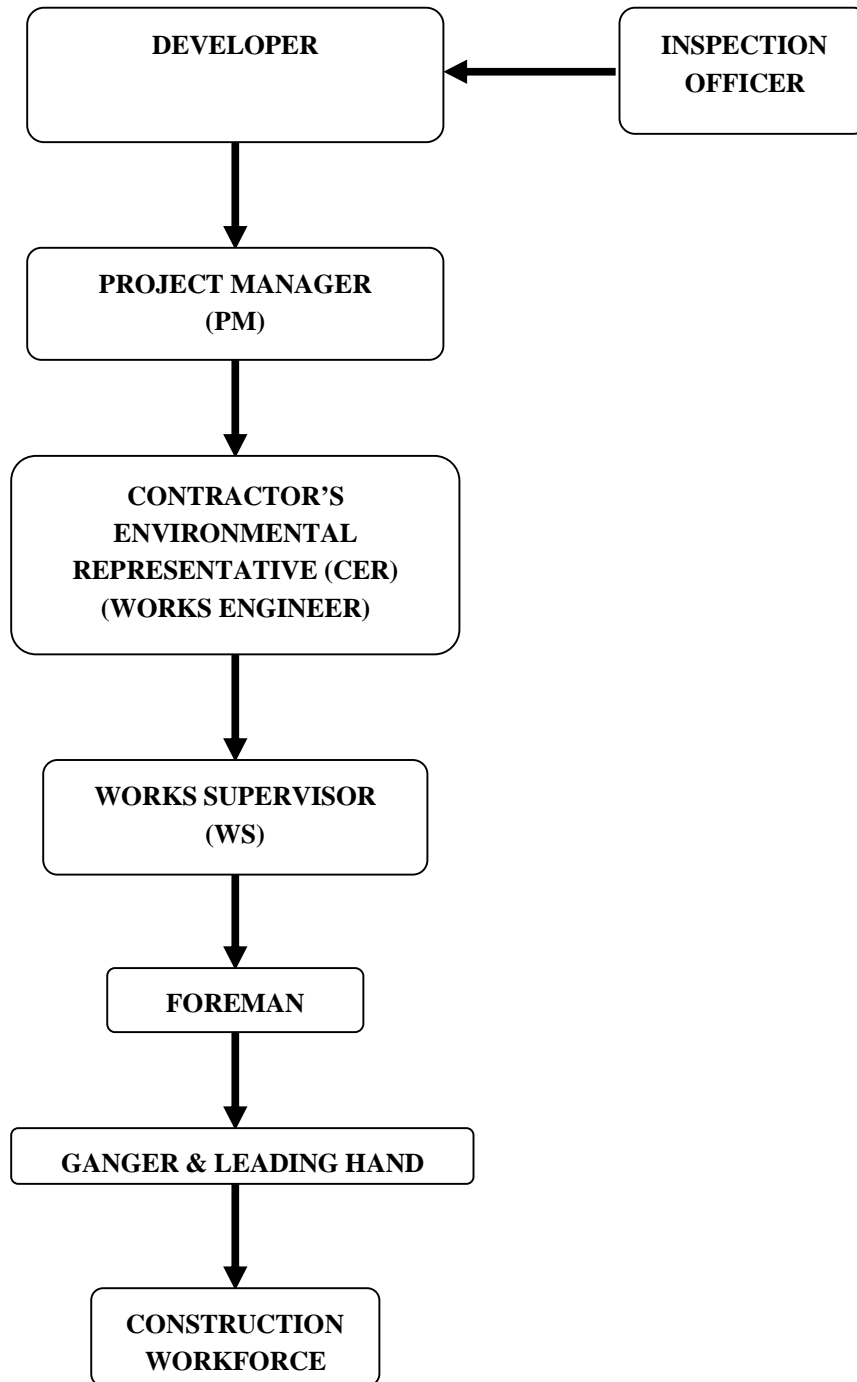 DEVELOPER
INSPECTION
OFFICER
PROJECT MANAGER
(PM)
CONTRACTOR’S
ENVIRONMENTAL
REPRESENTATIVE (CER)
(WORKS ENGINEER)
WORKS SUPERVISOR
(WS)
FOREMAN
GANGER & LEADING HAND
CONSTRUCTION
WORKFORCE